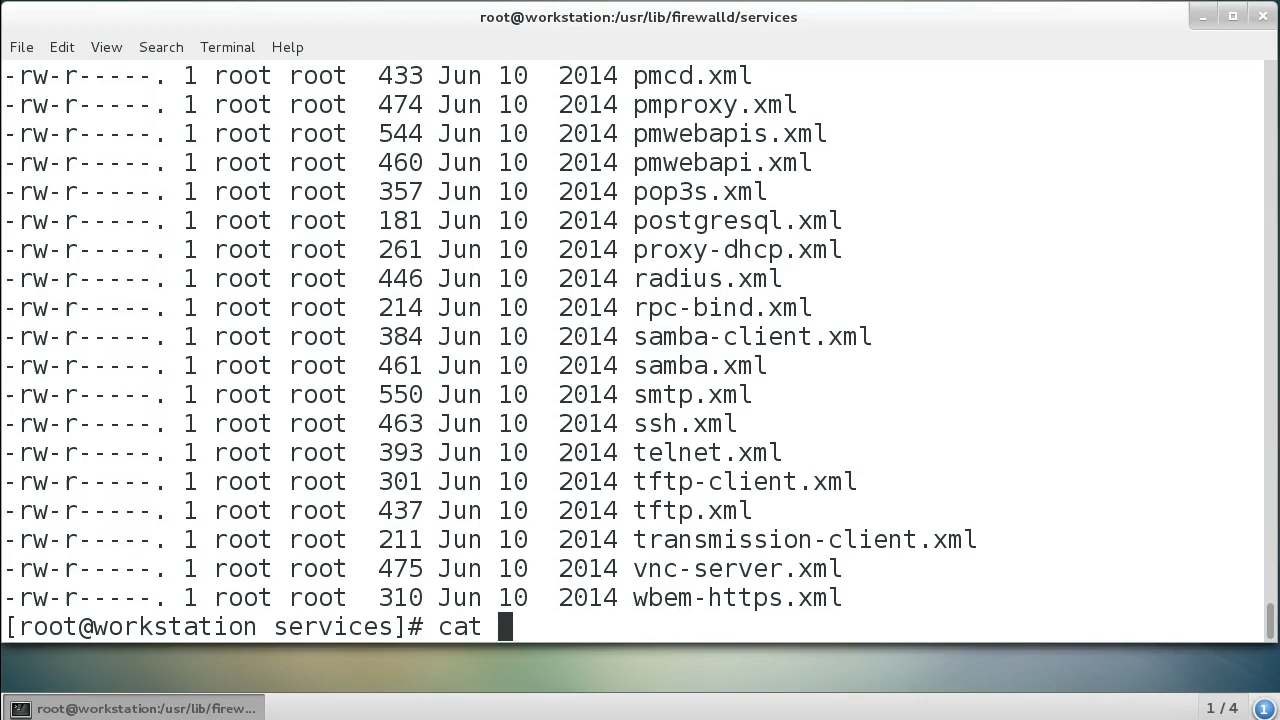 root@workstation:/usr/lib/firewalld/services
File Edit View Search Terminal Help
-rw-r-----. 1 root root  433 Jun 10  2014 pmcd.xml
-rw-r-----. 1 root root  474 Jun 10  2014 pmproxy.xml
-rw-r-----. 1 root root  544 Jun 10  2014 pmwebapis.xml
-rw-r-----. 1 root root  460 Jun 10  2014 pmwebapi.xml
-rw-r-----. 1 root root  357 Jun 10  2014 pop3s.xml
-rw-r-----. 1 root root  181 Jun 10  2014 postgresql.xml
-rw-r-----. 1 root root  261 Jun 10  2014 proxy-dhcp.xml
-rw-r-----. 1 root root  446 Jun 10  2014 radius.xml
-rw-r-----. 1 root root  214 Jun 10  2014 rpc-bind.xml
-rw-r-----. 1 root root  384 Jun 10  2014 samba-client.xml
-rw-r-----. 1 root root  461 Jun 10  2014 samba.xml
-rw-r-----. 1 root root  550 Jun 10  2014 smtp.xml
-rw-r-----. 1 root root  463 Jun 10  2014 ssh.xml
-rw-r-----. 1 root root  393 Jun 10  2014 telnet.xml
-rw-r-----. 1 root root  301 Jun 10  2014 tftp-client.xml
-rw-r-----. 1 root root  437 Jun 10  2014 tftp.xml
-rw-r-----. 1 root root  211 Jun 10  2014 transmission-client.xml
-rw-r-----. 1 root root  475 Jun 10  2014 vnc-server.xml
-rw-r-----. 1 root root  310 Jun 10  2014 wbem-https.xml
[root@workstation services]# cat
root@workstation:/usr/lib/firew... 1 / 4 1